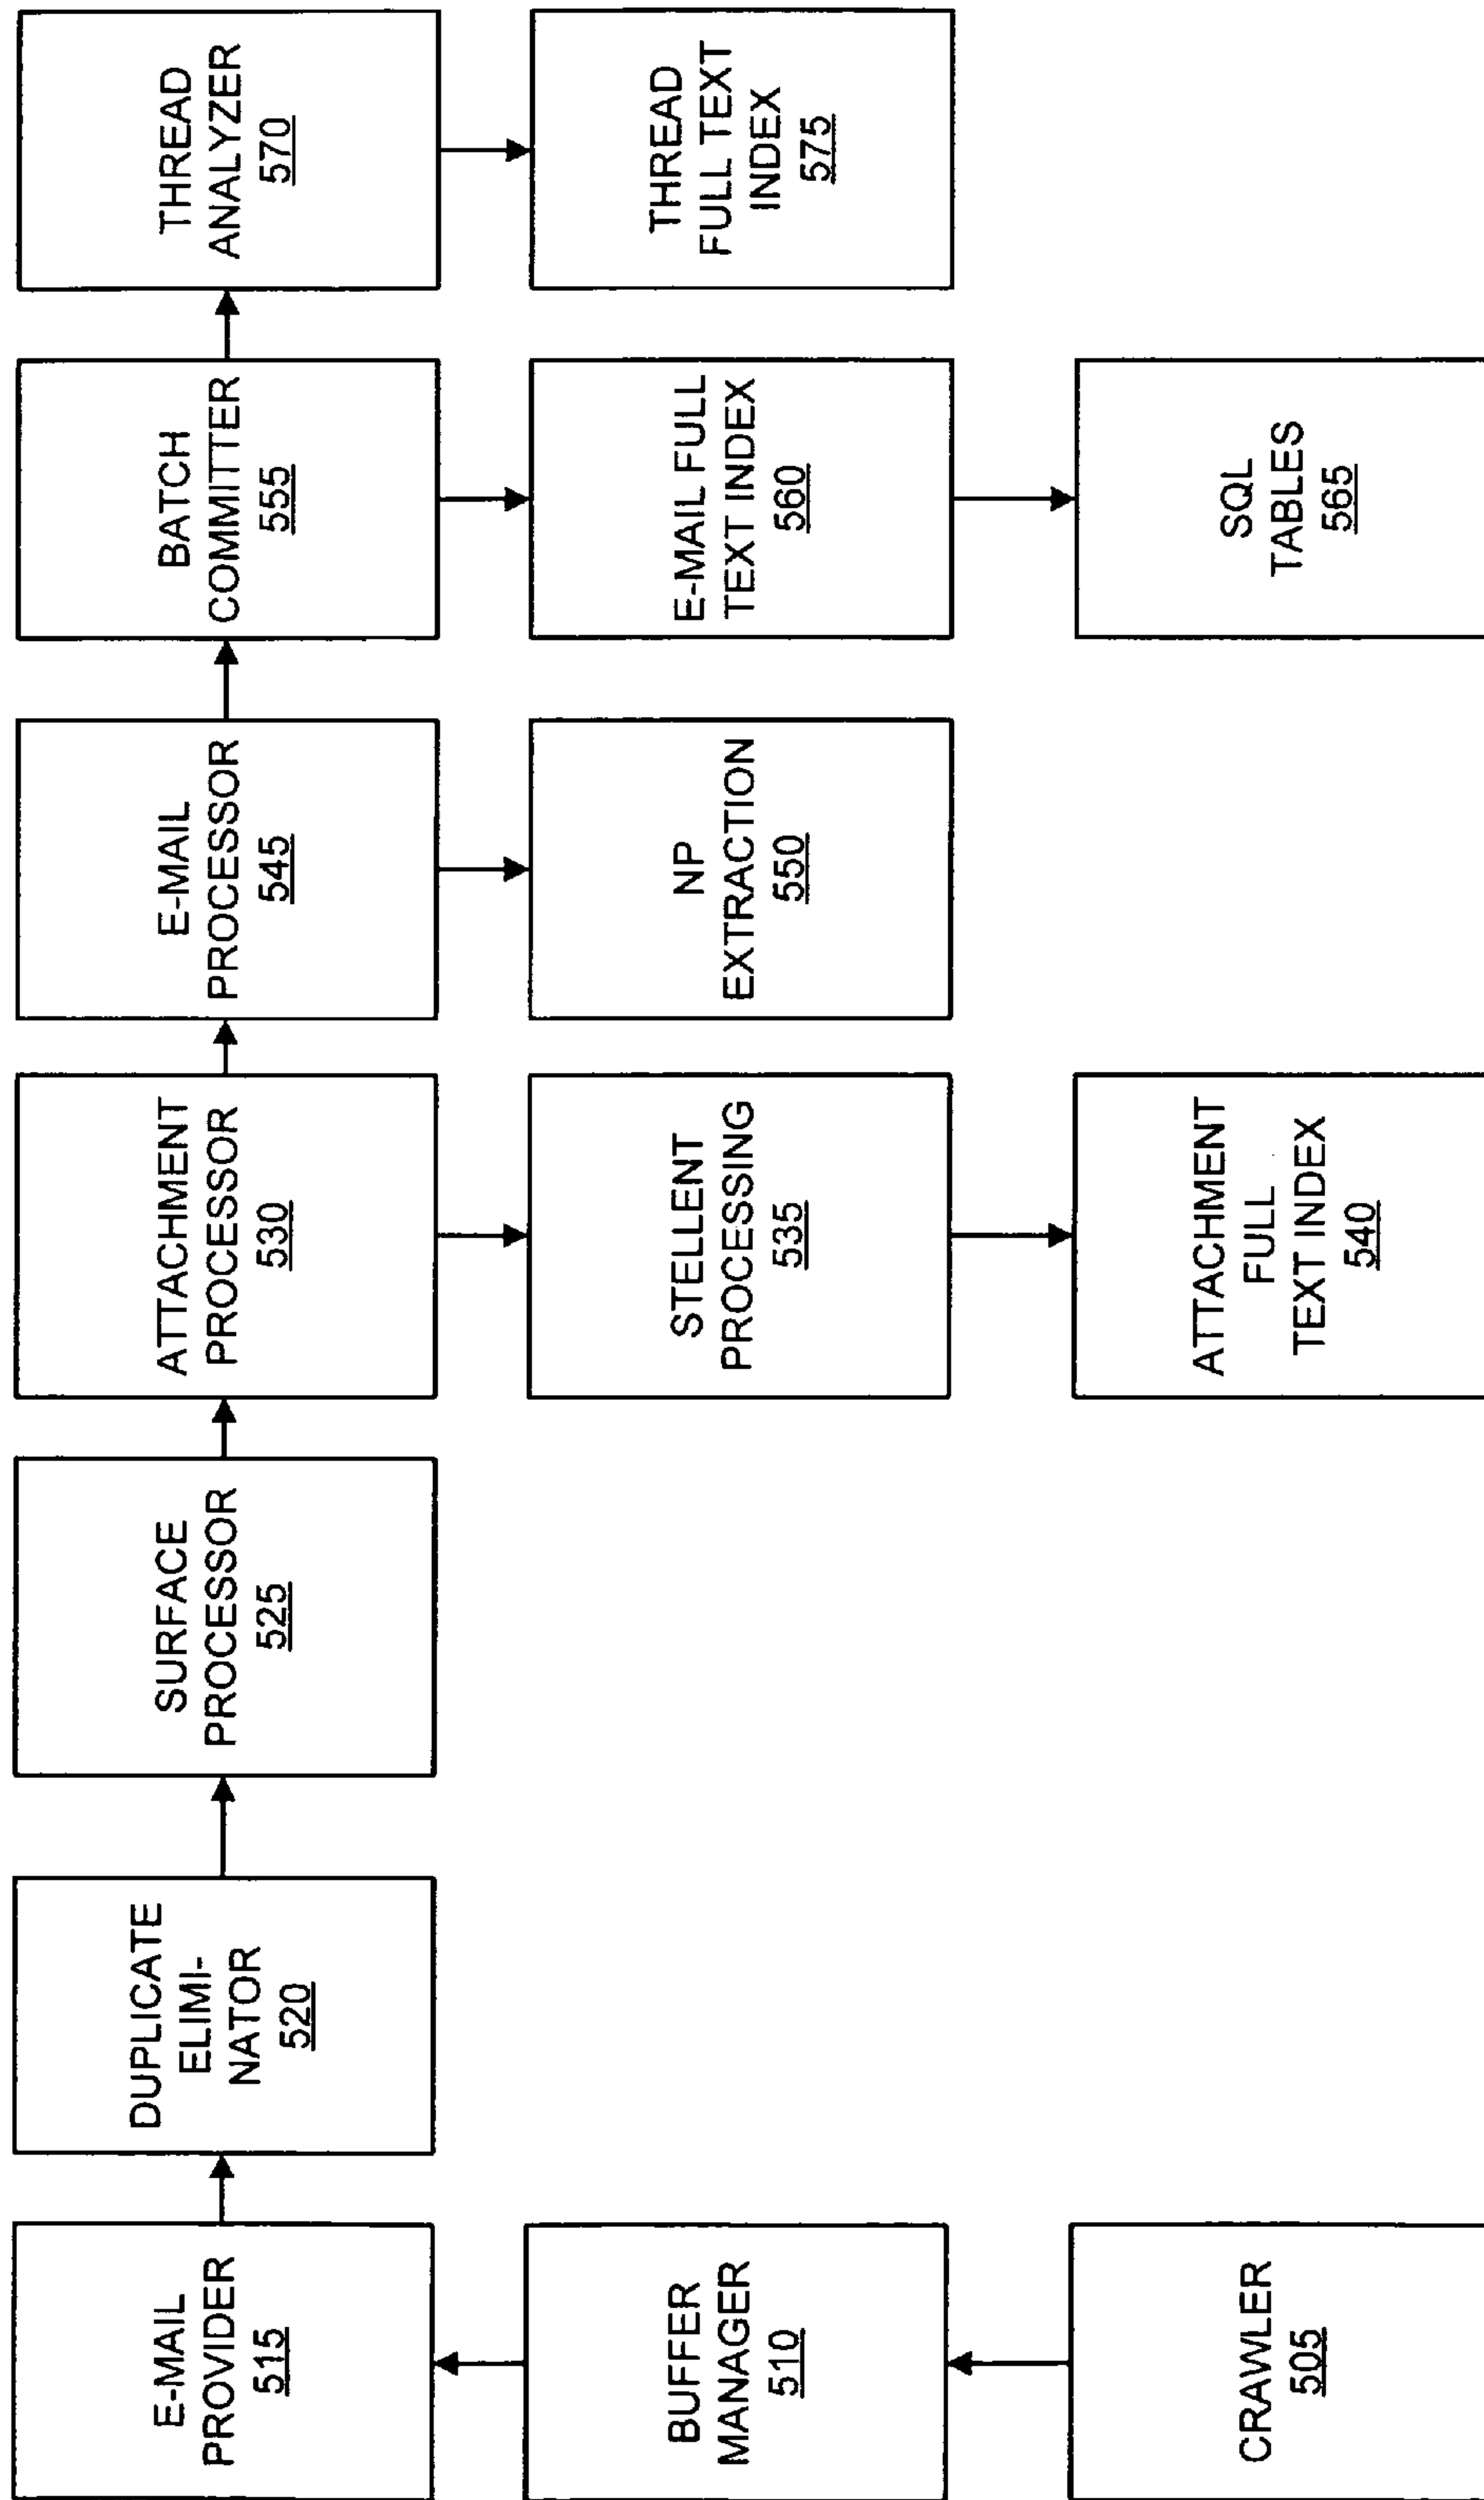 E-MAIL
PROVIDER
515
DUPLICATE
ELIMI-
NATOR
520
SURFACE
PROCESSOR
525
ATTACHMENT
PROCESSOR
530
E-MAIL
PROCESSOR
545
BATCH
COMMITTER
555
THREAD
ANALYZER
570
BUFFER
MANAGER
510
STELLENT
PROCESSING
535
NP
EXTRACTION
550
E-MAIL FULL
TEXT INDEX
560
THREAD
FULL TEXT
INDEX
575
CRAWLER
505
ATTACHMENT
FULL
TEXT INDEX
540
SQL
TABLES
565